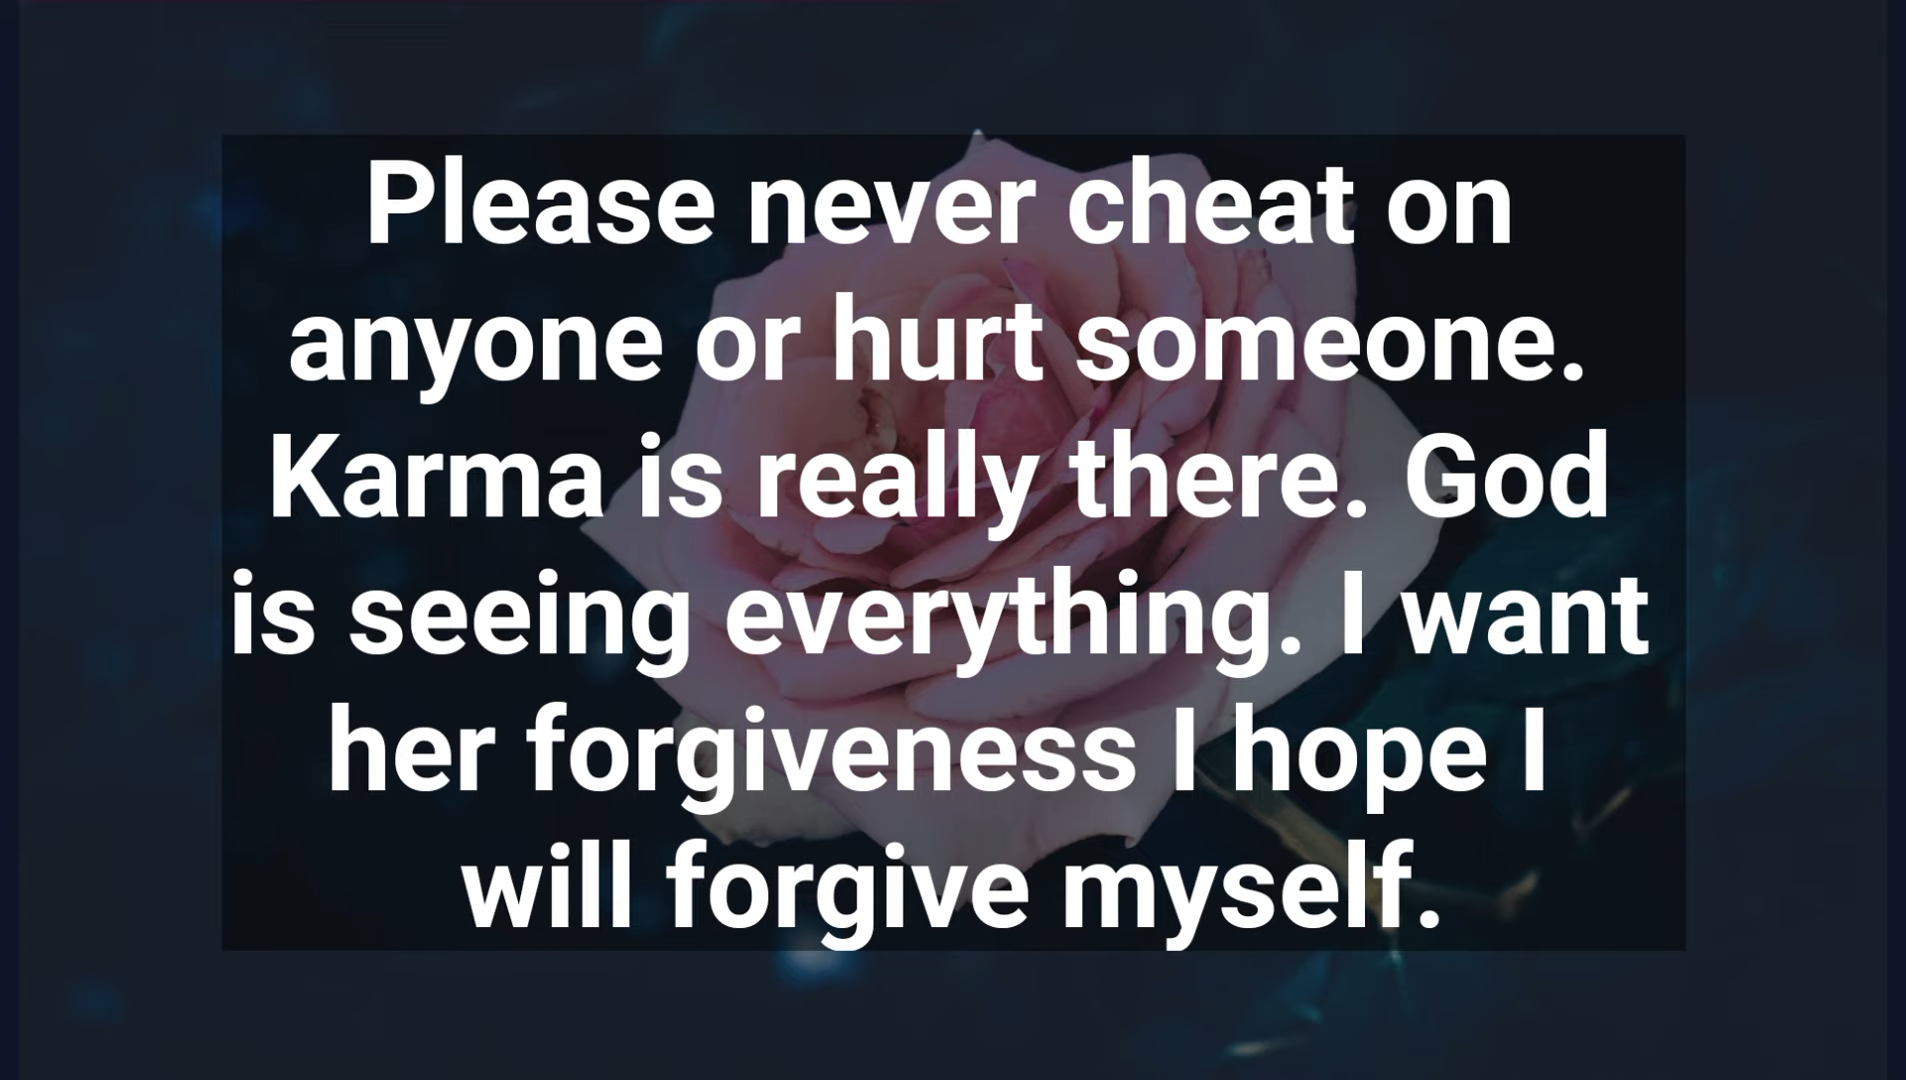 Please never cheat on
anyone or hurt someone.
Karma is really there. God
is seeing everything. I want
her forgiveness I hope I
will forgive myself.